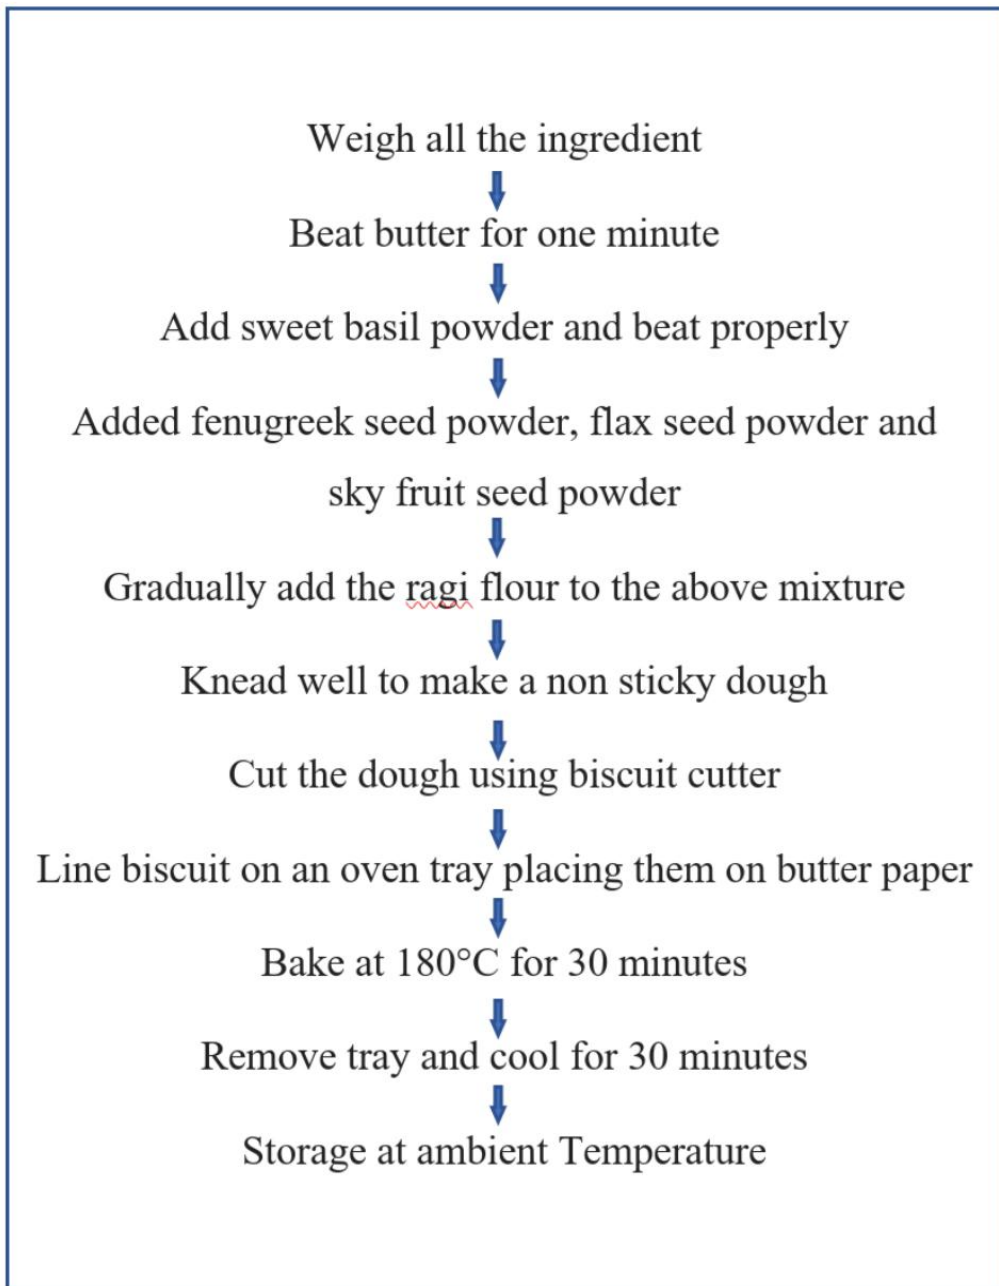 Weigh all the ingredient
Beat butter for one minute
Add sweet basil powder and beat properly
Added fenugreek seed powder, flax seed powder and
sky fruit seed powder
Gradually add the ragi flour to the above mixture
Knead well to make a non sticky dough
Cut the dough using biscuit cutter
Line biscuit on an oven tray placing them on butter paper
Bake at 180°C for 30 minutes
Remove tray and cool for 30 minutes
Storage at ambient Temperature